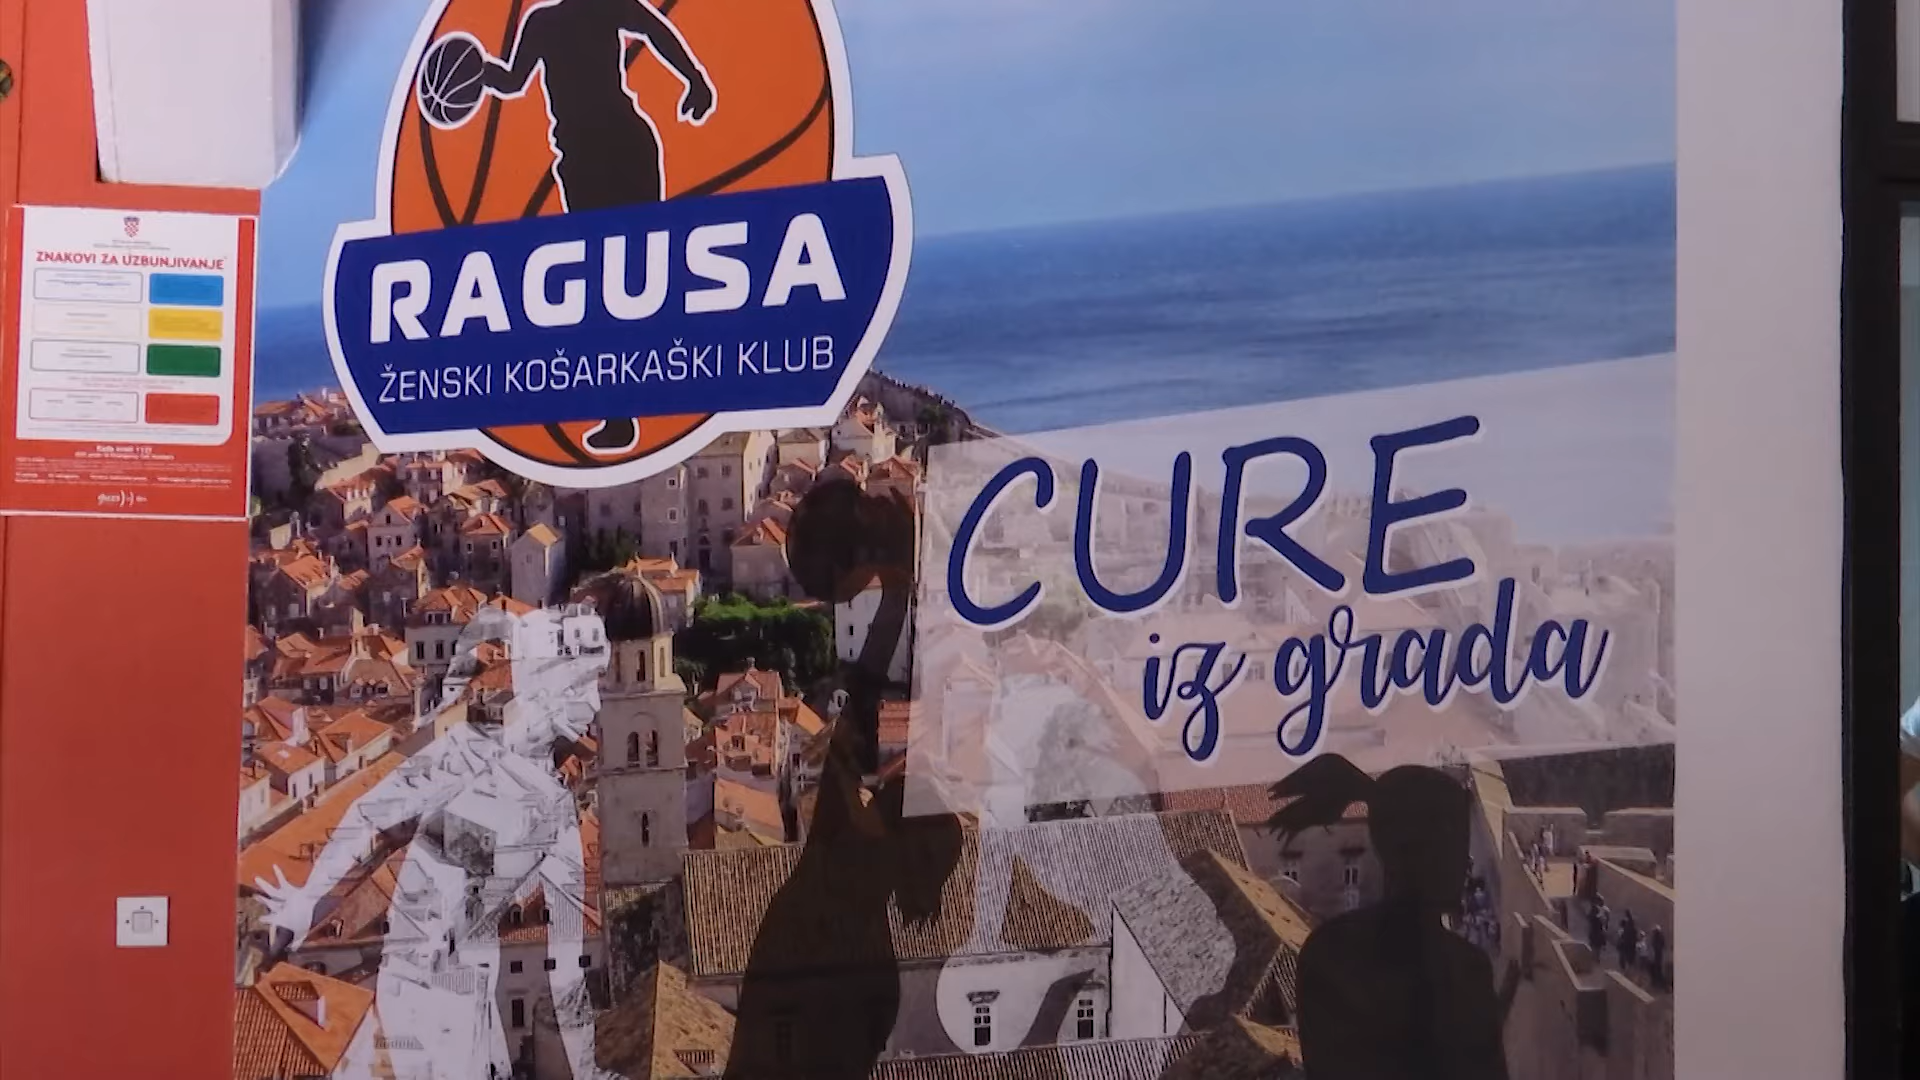 RAGUSA
ŽENSKI KOŠARKAŠKI KLUB
CURE
iz grada
ZNAKOVI ZA UZBUNJIVANJE